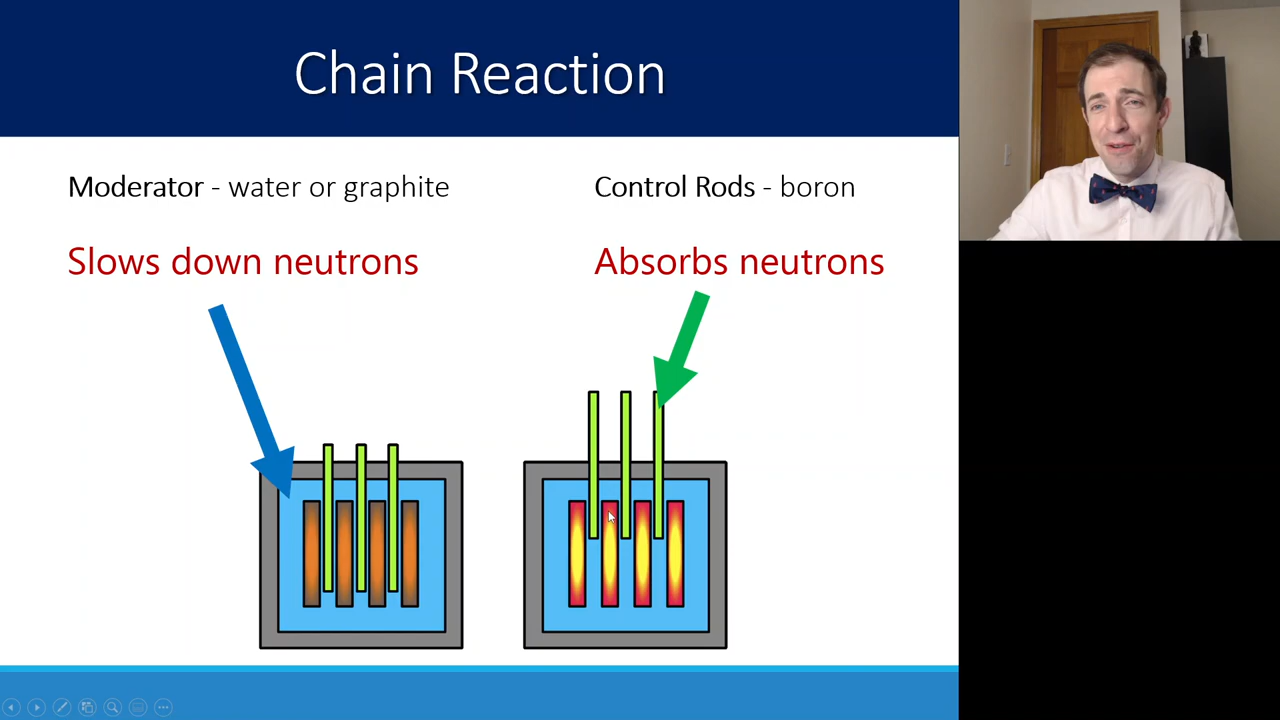 Chain Reaction
Moderator - water or graphite
Slows down neutrons
Control Rods - boron
Absorbs neutrons